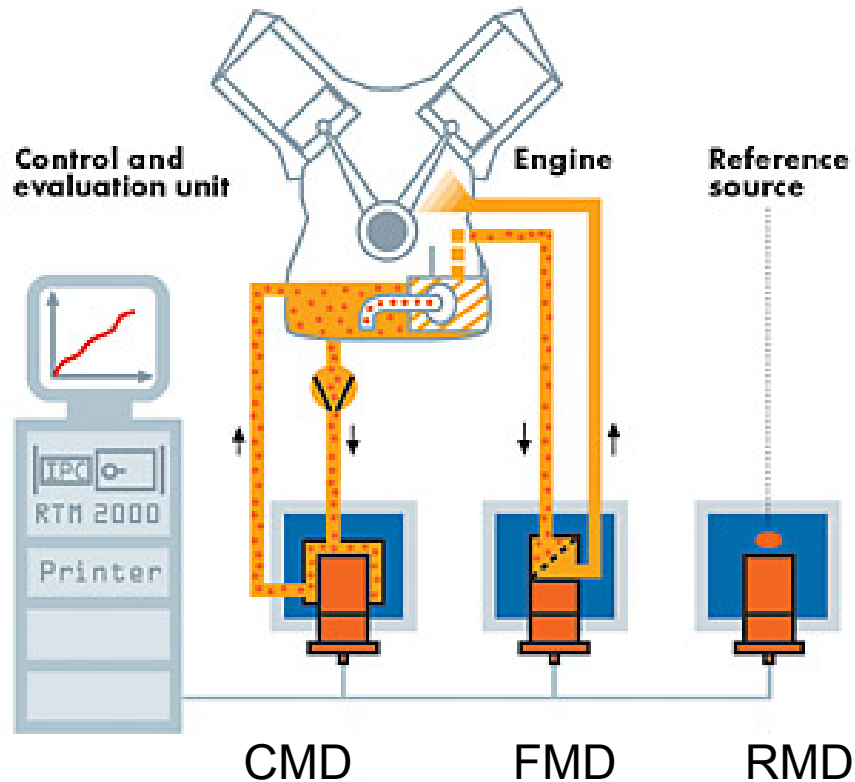 Control and
evaluation unit
Engine
Reference
source
IPC
RTM 2000
Printer
CMD
FMD
RMD